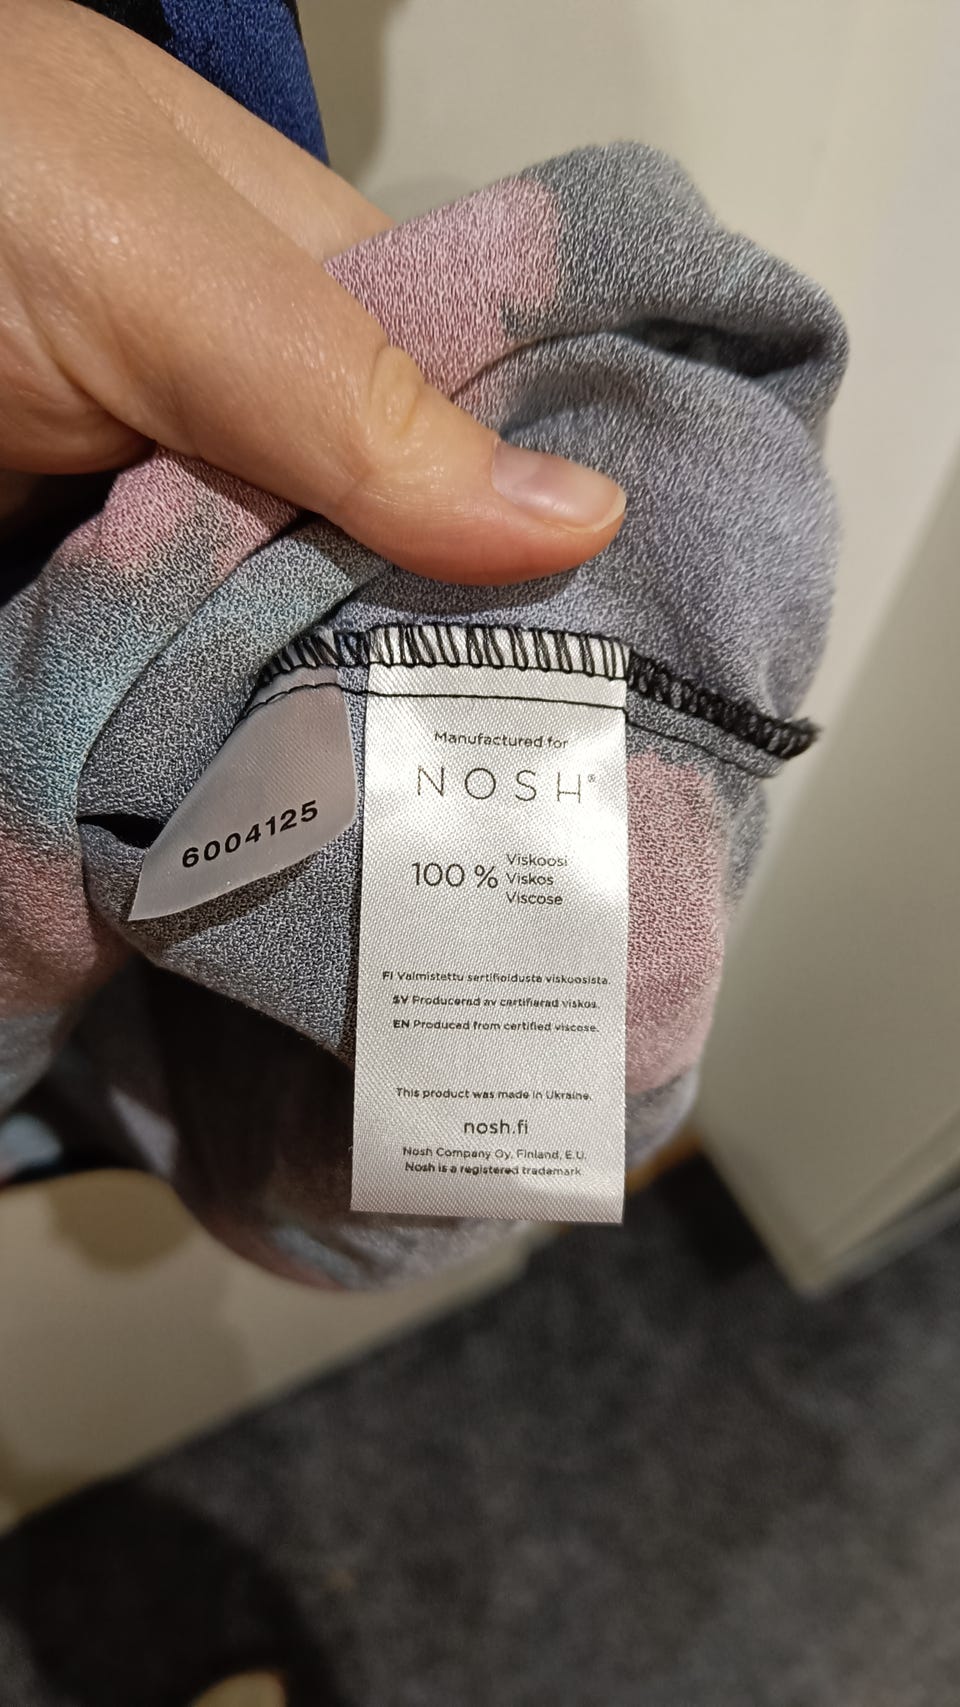 6004125
Manufactured for
NOSH®
100 %
Viskoosi
Viskos
Viscose
FI Valmistettu sertifioidusta viskoosista.
SV Producerad av certifierad viskos.
EN Produced from certified viscose.
This product was made in Ukraine.
nosh.fi
Nosh Company Oy, Finland, E.U.
Nosh is a registered trademark